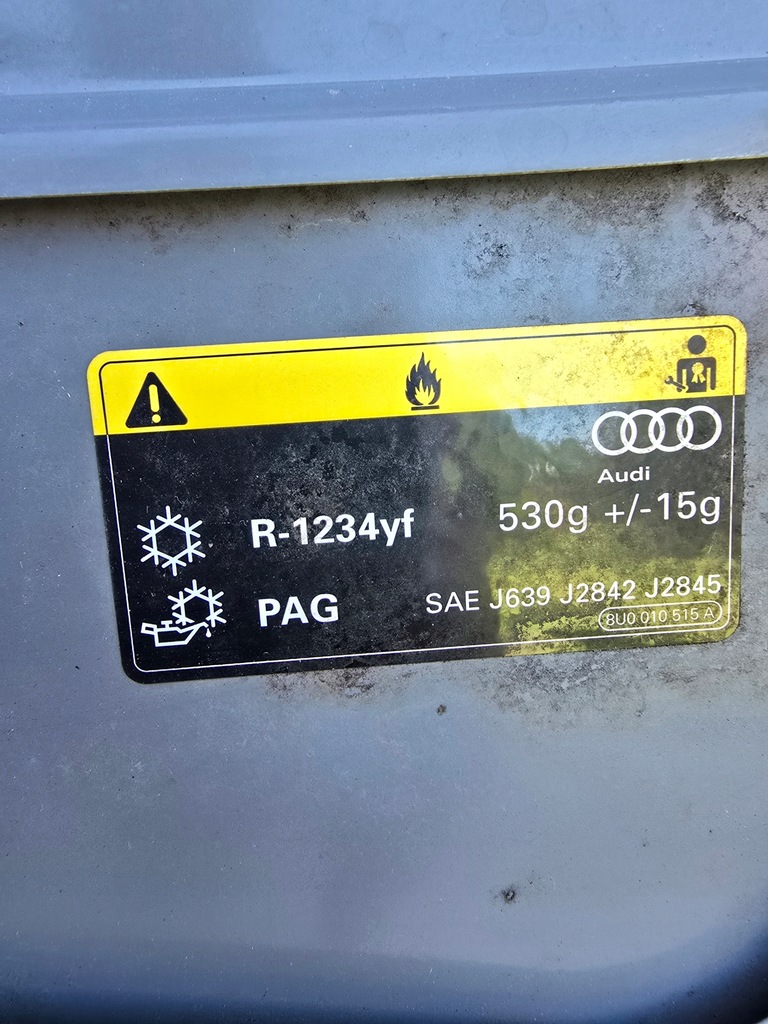 Audi
R-1234yf 530g +/-15g
PAG SAE J639 J2842 J2845
8U0 010 515 A